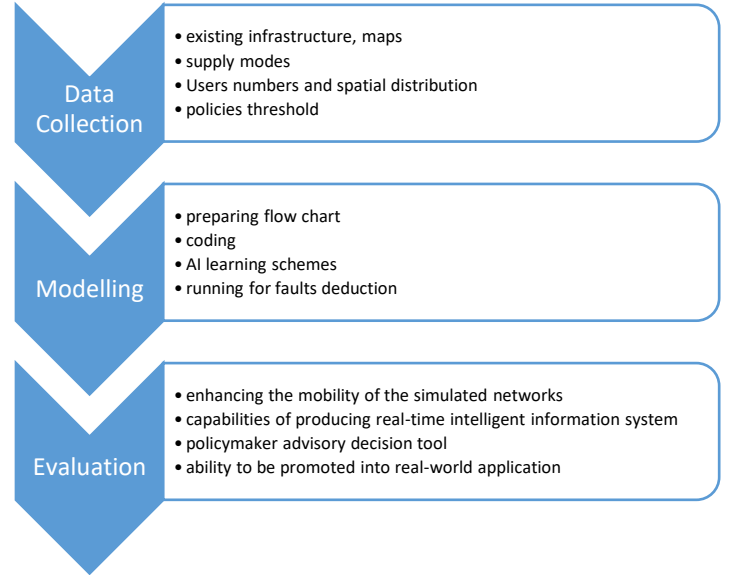 Data
Collection
• existing infrastructure, maps
• supply modes
• Users numbers and spatial distribution
• policies threshold
Modelling
• preparing flow chart
• coding
• AI learning schemes
• running for faults deduction
Evaluation
• enhancing the mobility of the simulated networks
• capabilities of producing real-time intelligent information system
• policymaker advisory decision tool
• ability to be promoted into real-world application